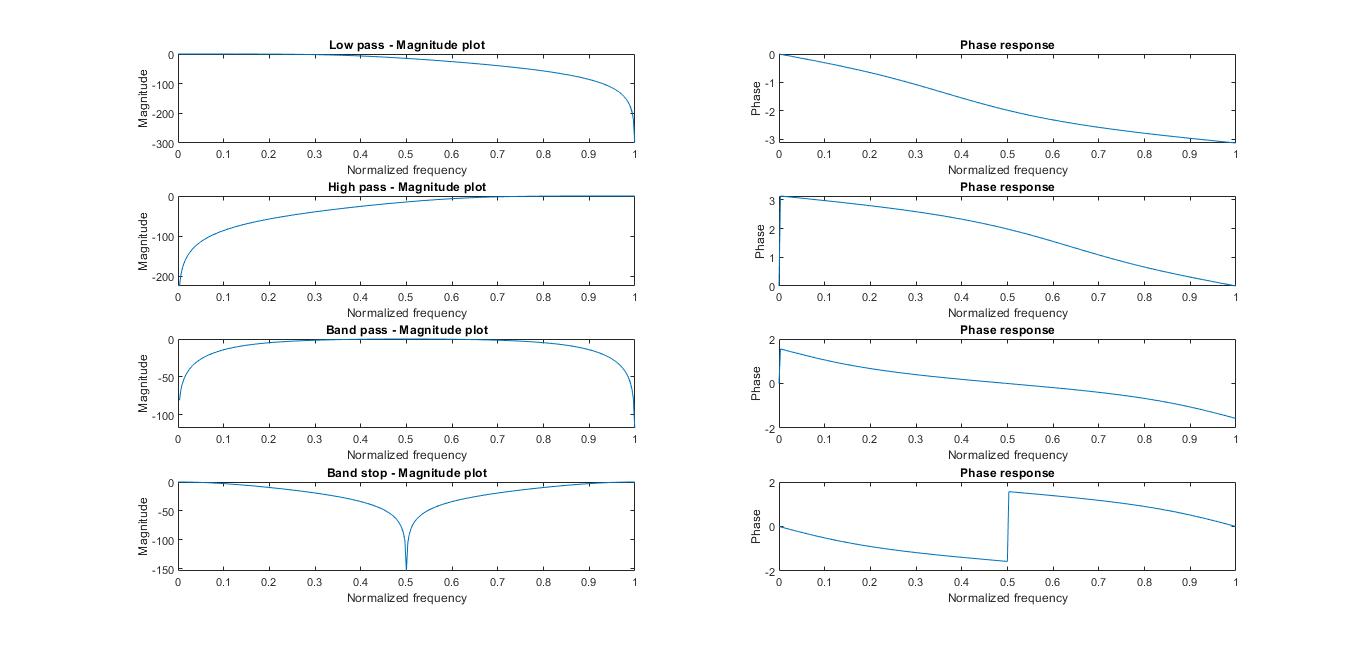 Low pass - Magnitude plot
Magnitude
0
-100
-200
-300
0 0.1 0.2 0.3 0.4 0.5 0.6 0.7 0.8 0.9 1
Normalized frequency
Phase response
Phase
0
-1
-2
-3
0 0.1 0.2 0.3 0.4 0.5 0.6 0.7 0.8 0.9 1
Normalized frequency
High pass - Magnitude plot
Magnitude
0
-100
-200
0 0.1 0.2 0.3 0.4 0.5 0.6 0.7 0.8 0.9 1
Normalized frequency
Phase response
Phase
3
2
1
0
0 0.1 0.2 0.3 0.4 0.5 0.6 0.7 0.8 0.9 1
Normalized frequency
Band pass - Magnitude plot
Magnitude
0
-50
-100
0 0.1 0.2 0.3 0.4 0.5 0.6 0.7 0.8 0.9 1
Normalized frequency
Phase response
Phase
2
0
-2
0 0.1 0.2 0.3 0.4 0.5 0.6 0.7 0.8 0.9 1
Normalized frequency
Band stop - Magnitude plot
Magnitude
0
-50
-100
-150
0 0.1 0.2 0.3 0.4 0.5 0.6 0.7 0.8 0.9 1
Normalized frequency
Phase response
Phase
2
0
-2
0 0.1 0.2 0.3 0.4 0.5 0.6 0.7 0.8 0.9 1
Normalized frequency